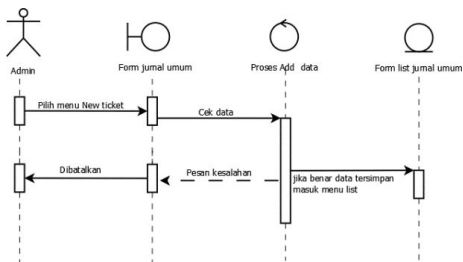 Admin
Form jurnal umum
Proses Add data
Form list jurnal umum
Pilih menu New ticket
Cek data
Dibatalkan
Pesan kesalahan
jika benar data tersimpan
masuk menu list